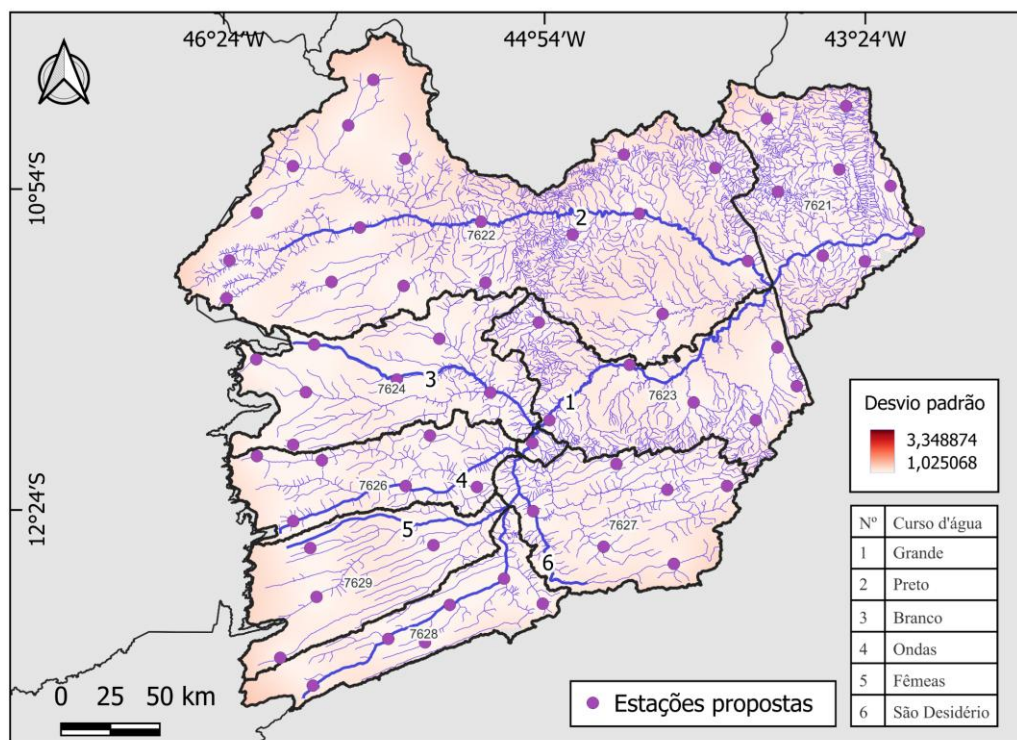 46°24′W
44°54′W
43°24′W
10°54′S
12°24′S
7621
2
7622
7624
3
1
7623
7626
4
5
7627
6
7629
7628
Desvio padrão
3,348874
1,025068
Nº Curso d'água
1 Grande
2 Preto
3 Branco
4 Ondas
5 Fêmeas
6 São Desidério
0 25 50 km
Estações propostas